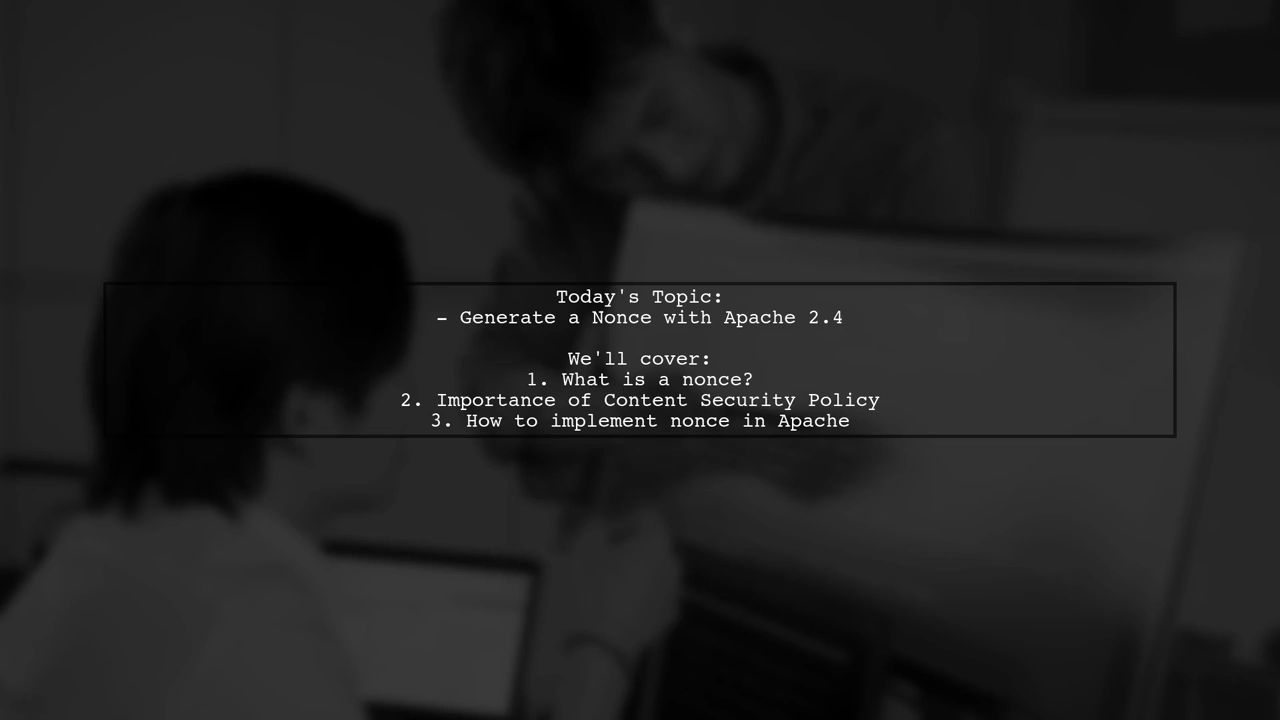 Today's Topic:
– Generate a Nonce with Apache 2.4
We'll cover:
1. What is a nonce?
2. Importance of Content Security Policy
3. How to implement nonce in Apache